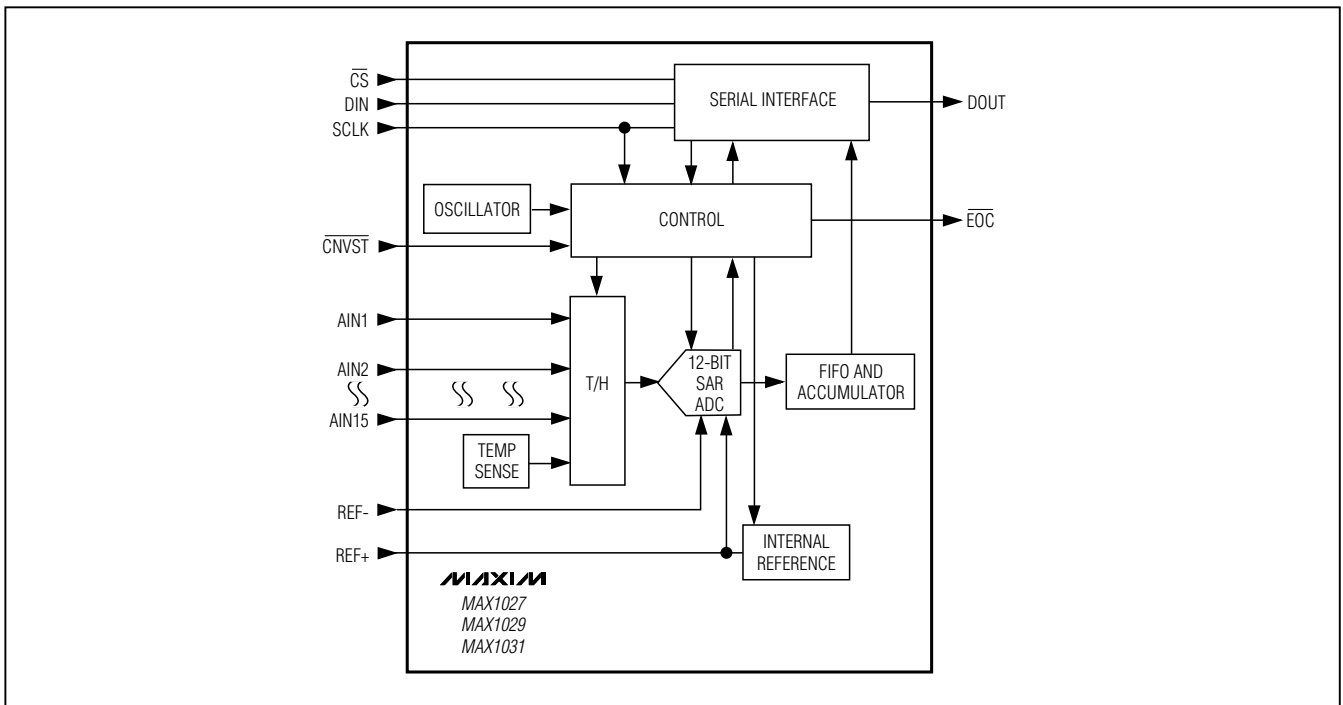 CS
DIN
SCLK
SERIAL INTERFACE
DOUT
OSCILLATOR
CONTROL
EOC
CNVST
AIN1
AIN2
AIN15
T/H
12-BIT
SAR
ADC
FIFO AND
ACCUMULATOR
TEMP
SENSE
REF-
REF+
INTERNAL
REFERENCE
MAXIM
MAX1027
MAX1029
MAX1031